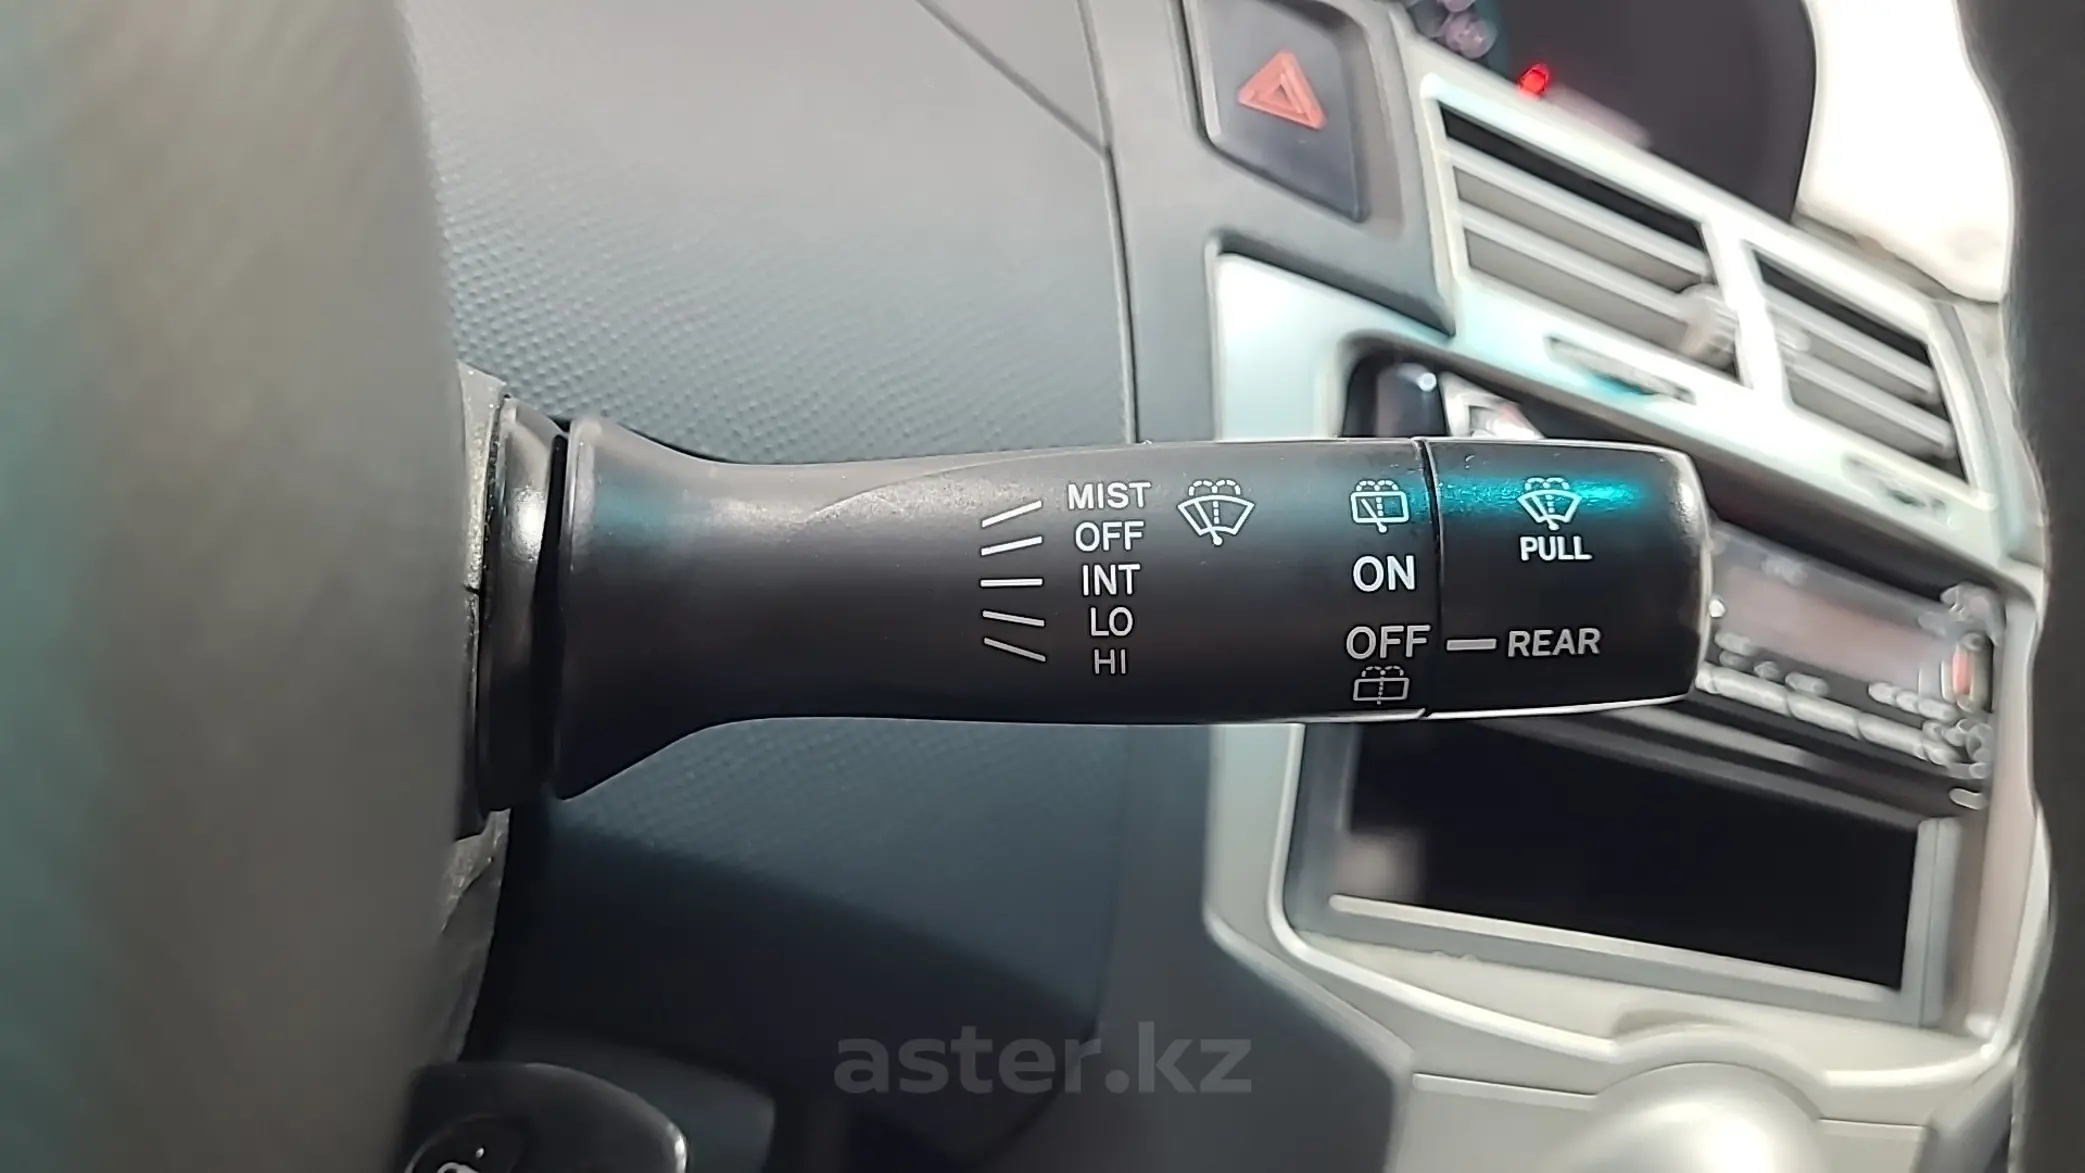 MIST
OFF
INT
LO
HI
ON
OFF
PULL
REAR
aster.kz